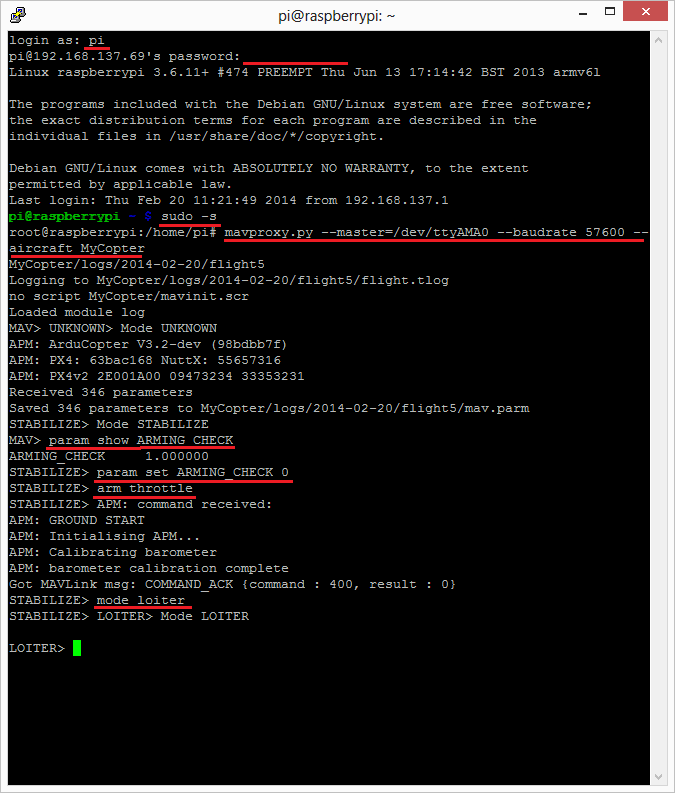 pi@raspberrypi: ~
login as: pi
pi@192.168.137.69's password:
Linux raspberrypi 3.6.11+ #474 PREEMPT Thu Jun 13 17:14:42 BST 2013 armv6l
The programs included with the Debian GNU/Linux system are free software;
the exact distribution terms for each program are described in the
individual files in /usr/share/doc/*/copyright.
Debian GNU/Linux comes with ABSOLUTELY NO WARRANTY, to the extent
permitted by applicable law.
Last login: Thu Feb 20 11:21:49 2014 from 192.168.137.1
pi@raspberrypi ~ $ sudo -s
root@raspberrypi:/home/pi# mavproxy.py --master=/dev/ttyAMA0 --baudrate 57600 --
aircraft MyCopter
MyCopter/logs/2014-02-20/flight5
Logging to MyCopter/logs/2014-02-20/flight5/flight.tlog
no script MyCopter/mavinit.scr
Loaded module log
MAV> UNKNOWN> Mode UNKNOWN
APM: ArduCopter V3.2-dev (98bdbb7f)
APM: PX4: 63bac168 NuttX: 55657316
APM: PX4v2 2E001A00 09473234 33353231
Received 346 parameters
Saved 346 parameters to MyCopter/logs/2014-02-20/flight5/mav.parm
STABILIZE> Mode STABILIZE
MAV> param show ARMING_CHECK
ARMING_CHECK     1.000000
STABILIZE> param set ARMING_CHECK 0
STABILIZE> arm throttle
STABILIZE> APM: command received:
APM: GROUND START
APM: Initialising APM...
APM: Calibrating barometer
APM: barometer calibration complete
Got MAVLink msg: COMMAND_ACK {command : 400, result : 0}
STABILIZE> mode loiter
STABILIZE> LOITER> Mode LOITER
LOITER>